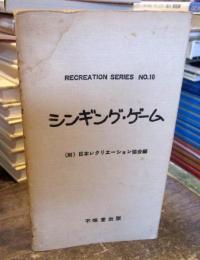 RECREATION SERIES NO.10
シンギング・ゲーム
(財) 日本レクリエーション協会編
不昧堂出版